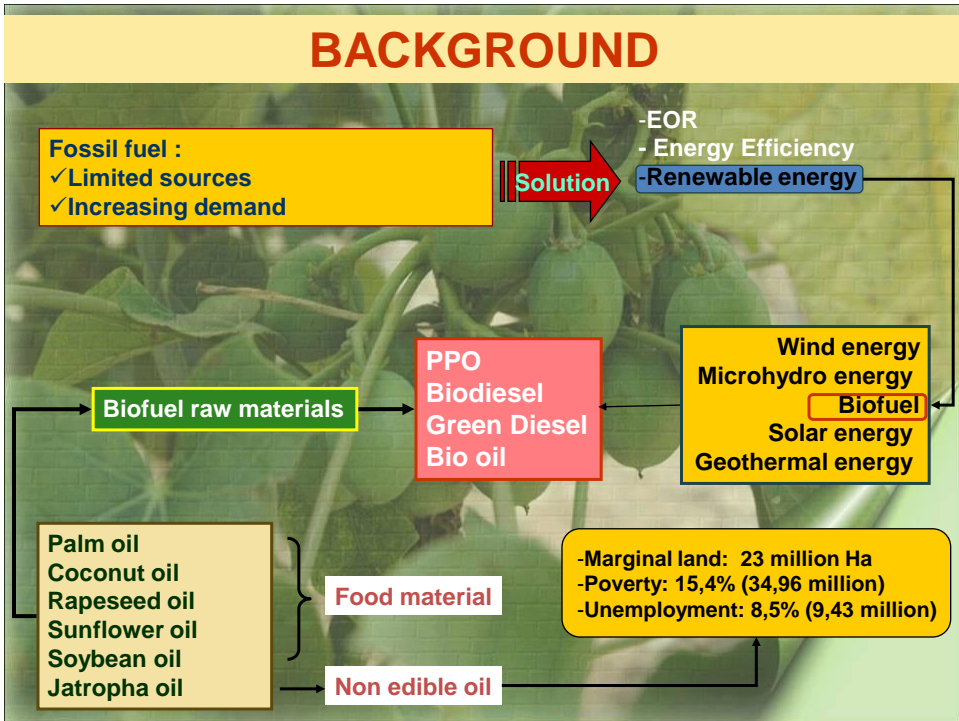 BACKGROUND
Fossil fuel :
✓Limited sources
✓Increasing demand
Solution
-EOR
- Energy Efficiency
-Renewable energy
Wind energy
Microhydro energy
Biofuel
Solar energy
Geothermal energy
PPO
Biodiesel
Green Diesel
Bio oil
Biofuel raw materials
Palm oil
Coconut oil
Rapeseed oil
Sunflower oil
Soybean oil
Jatropha oil
Food material
Non edible oil
-Marginal land:  23 million Ha
-Poverty: 15,4% (34,96 million)
-Unemployment: 8,5% (9,43 million)